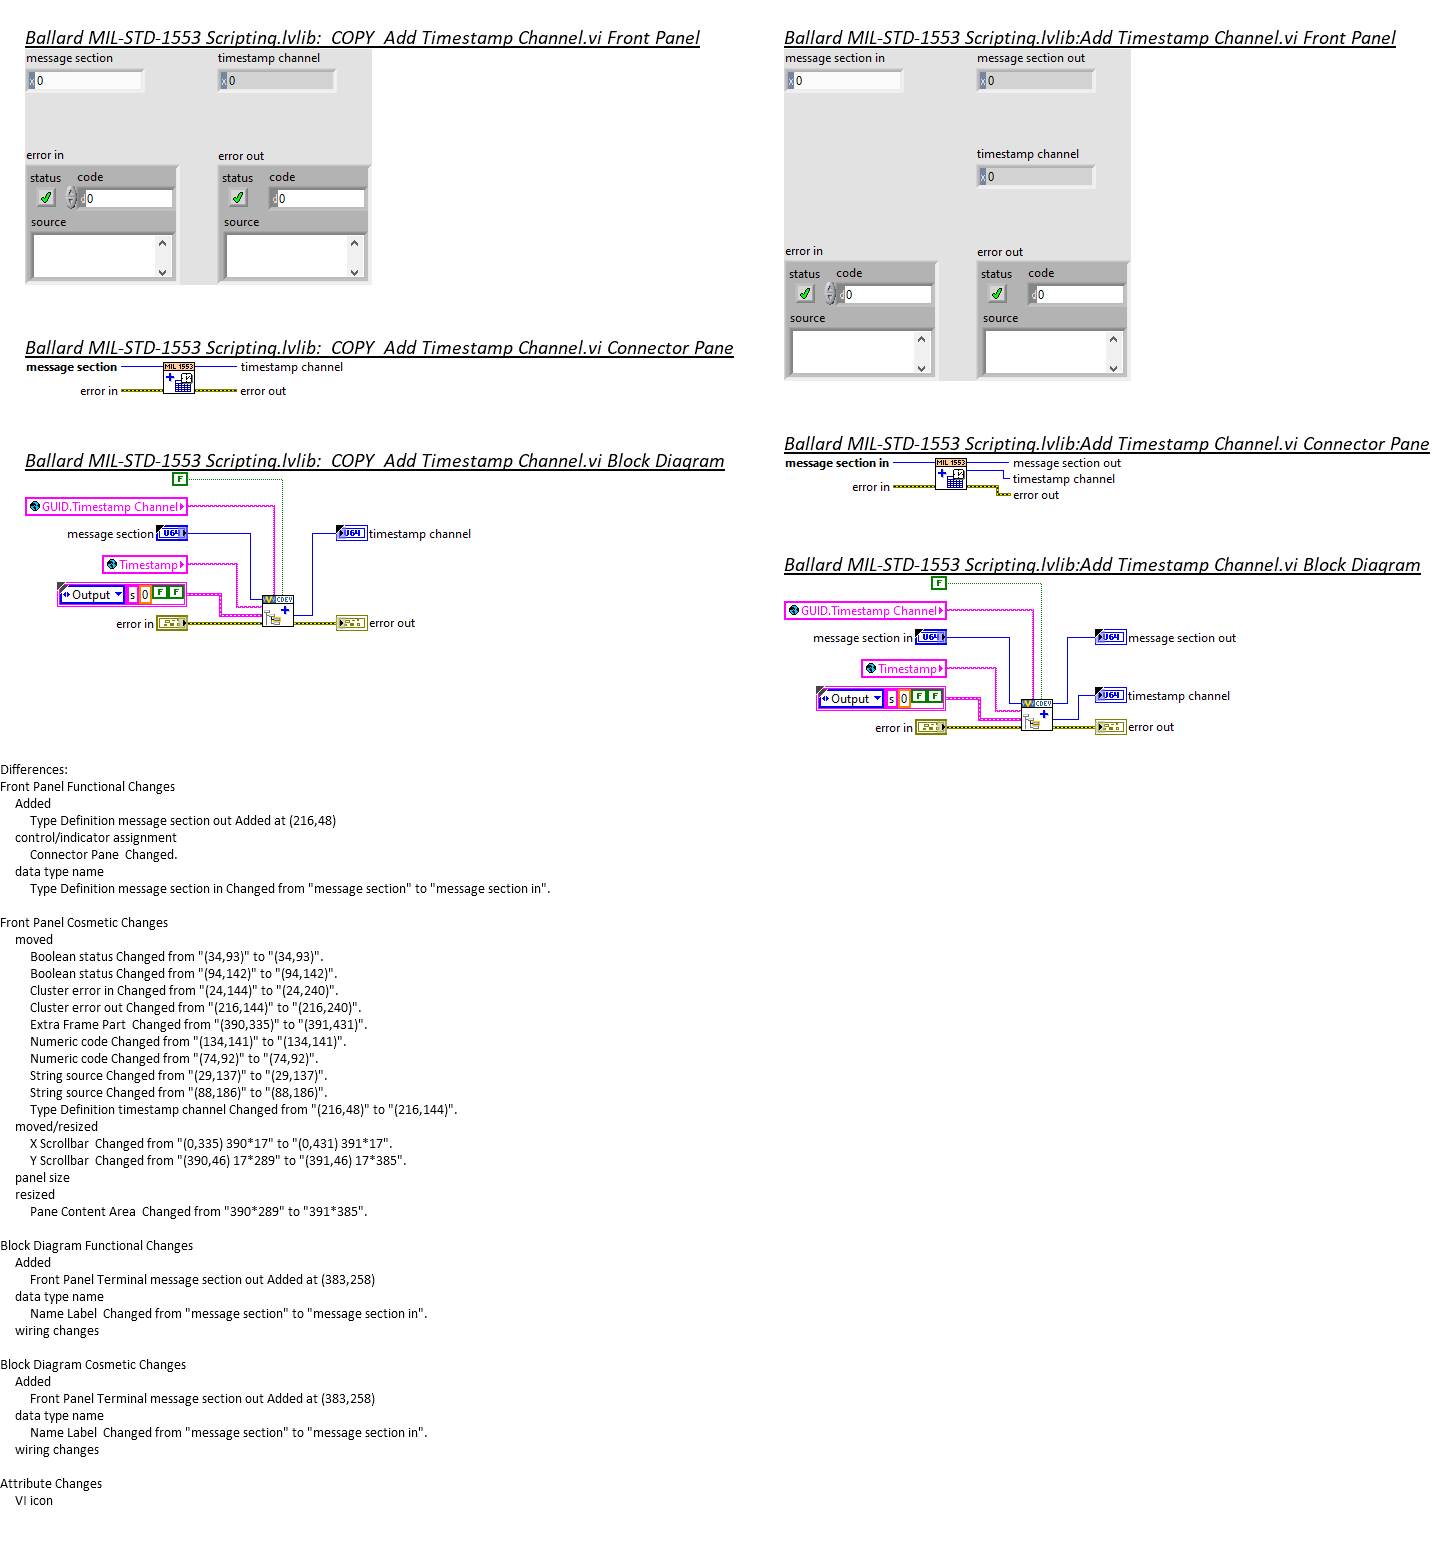 Ballard MIL-STD-1553 Scripting.lvlib:  COPY  Add Timestamp Channel.vi Front Panel
message section
timestamp channel
x 0
x 0
error in
error out
status
code
status
code
d 0
d 0
source
source
Ballard MIL-STD-1553 Scripting.lvlib:  COPY  Add Timestamp Channel.vi Connector Pane
message section
MIL 1553
timestamp channel
error in
error out
Ballard MIL-STD-1553 Scripting.lvlib:  COPY  Add Timestamp Channel.vi Block Diagram
F
GUID.Timestamp Channel
message section
U64
U64
timestamp channel
Timestamp
Output
s
0
F
F
CDEV
error in
error out
Ballard MIL-STD-1553 Scripting.lvlib:Add Timestamp Channel.vi Front Panel
message section in
message section out
x 0
x 0
timestamp channel
x 0
error in
error out
status
code
status
code
d 0
d 0
source
source
Ballard MIL-STD-1553 Scripting.lvlib:Add Timestamp Channel.vi Connector Pane
message section in
MIL 1553
message section out
timestamp channel
error in
error out
Ballard MIL-STD-1553 Scripting.lvlib:Add Timestamp Channel.vi Block Diagram
F
GUID.Timestamp Channel
message section in
U64
U64
message section out
Timestamp
Output
s
0
F
F
U64
timestamp channel
CDEV
error in
error out
Differences:
Front Panel Functional Changes
Added
Type Definition message section out Added at (216,48)
control/indicator assignment
Connector Pane  Changed.
data type name
Type Definition message section in Changed from "message section" to "message section in".
Front Panel Cosmetic Changes
moved
Boolean status Changed from "(34,93)" to "(34,93)".
Boolean status Changed from "(94,142)" to "(94,142)".
Cluster error in Changed from "(24,144)" to "(24,240)".
Cluster error out Changed from "(216,144)" to "(216,240)".
Extra Frame Part  Changed from "(390,335)" to "(391,431)".
Numeric code Changed from "(134,141)" to "(134,141)".
Numeric code Changed from "(74,92)" to "(74,92)".
String source Changed from "(29,137)" to "(29,137)".
String source Changed from "(88,186)" to "(88,186)".
Type Definition timestamp channel Changed from "(216,48)" to "(216,144)".
moved/resized
X Scrollbar  Changed from "(0,335) 390*17" to "(0,431) 391*17".
Y Scrollbar  Changed from "(390,46) 17*289" to "(391,46) 17*385".
panel size
resized
Pane Content Area  Changed from "390*289" to "391*385".
Block Diagram Functional Changes
Added
Front Panel Terminal message section out Added at (383,258)
data type name
Name Label  Changed from "message section" to "message section in".
wiring changes
Block Diagram Cosmetic Changes
Added
Front Panel Terminal message section out Added at (383,258)
data type name
Name Label  Changed from "message section" to "message section in".
wiring changes
Attribute Changes
VI icon